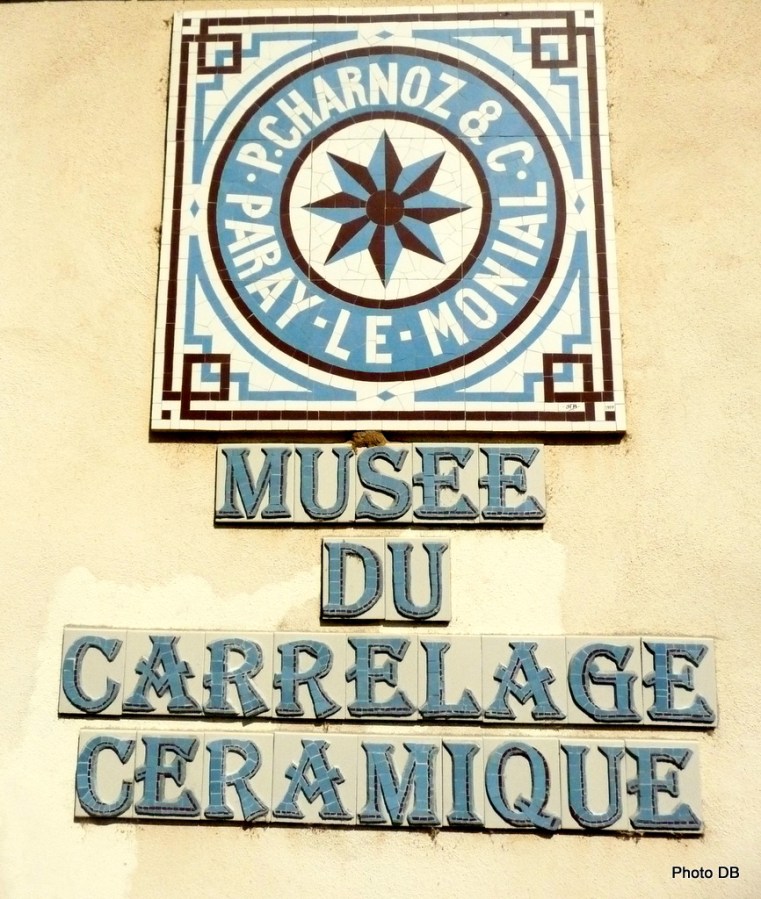 ·P. CHARNOZ & C·
PARAY·LE·MONIAL
MUSEE
DU
CARRELAGE
CERAMIQUE
Photo DB